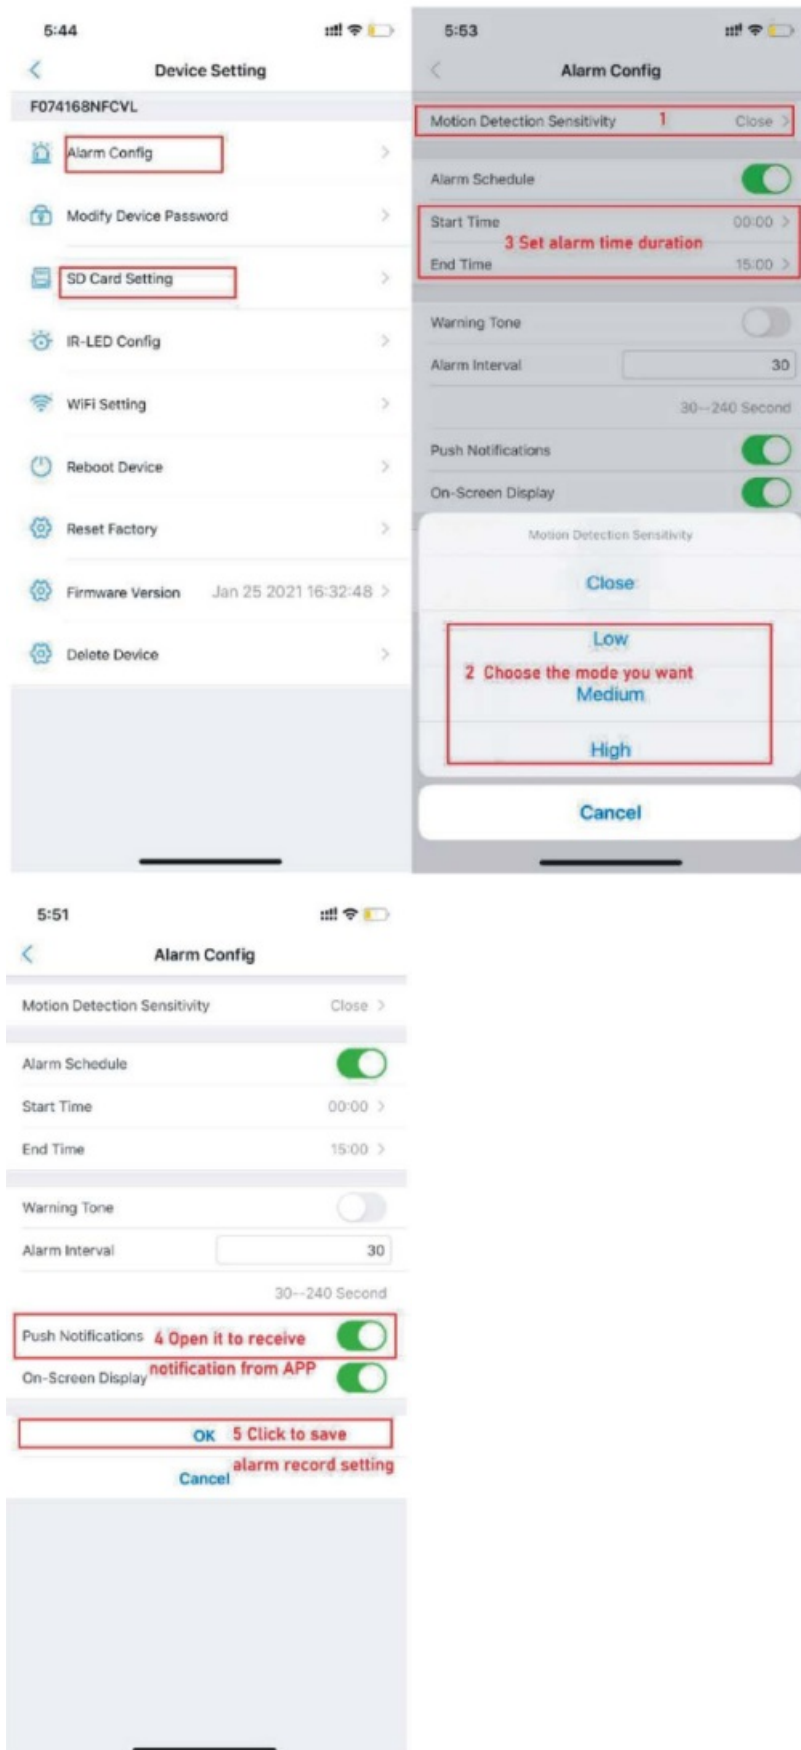 5:44
Device Setting
F074168NFCVL
Alarm Config
Modify Device Password
SD Card Setting
IR-LED Config
WiFi Setting
Reboot Device
Reset Factory
Firmware Version Jan 25 2021 16:32:48
Delete Device
5:53
Alarm Config
Motion Detection Sensitivity 1 Close
Alarm Schedule
Start Time 00:00
3 Set alarm time duration
End Time 15:00
Warning Tone
Alarm Interval 30
30--240 Second
Push Notifications
On-Screen Display
Motion Detection Sensitivity
Close
Low
2 Choose the mode you want
Medium
High
Cancel
5:51
Alarm Config
Motion Detection Sensitivity Close
Alarm Schedule
Start Time 00:00
End Time 15:00
Warning Tone
Alarm Interval 30
30--240 Second
Push Notifications 4 Open it to receive
notification from APP
On-Screen Display
OK 5 Click to save
alarm record setting
Cancel